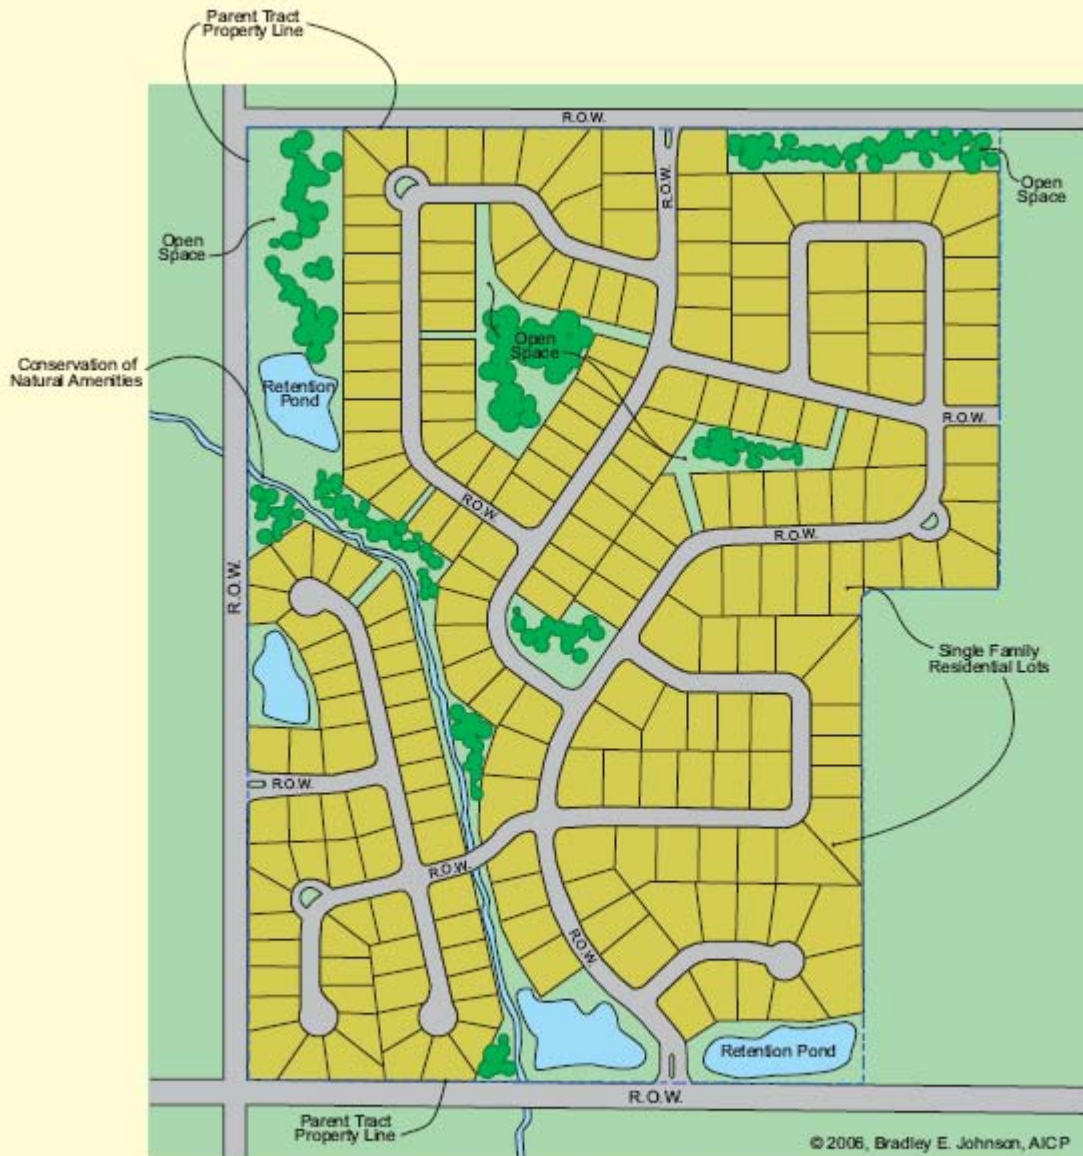 Parent Tract
Property Line
R.O.W.
R.O.W.
Open
Space
Open
Space
Open
Space
Conservation of
Natural Amenities
Retention
Pond
R.O.W.
R.O.W.
R.O.W.
R.O.W.
Single Family
Residential Lots
R.O.W.
R.O.W.
R.O.W.
Retention Pond
R.O.W.
Parent Tract
Property Line
© 2006, Bradley E. Johnson, AICP